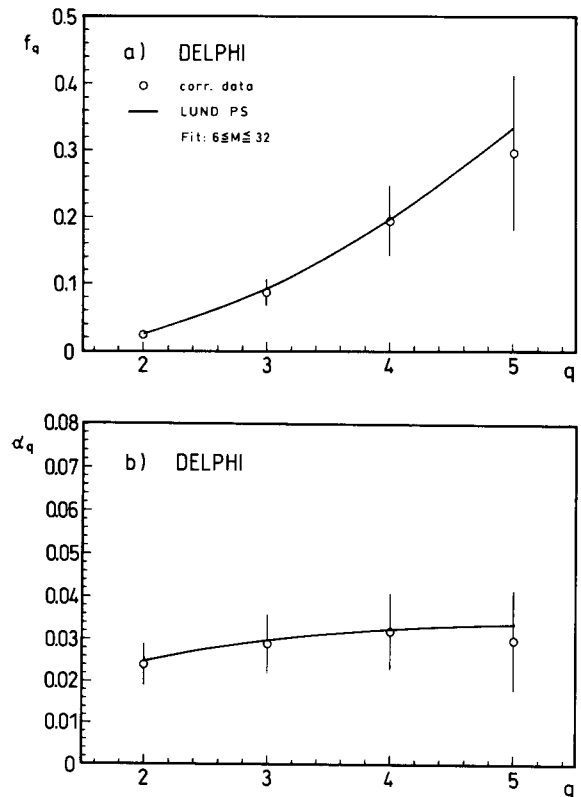 0.5
f_q
a) DELPHI
0.4
corr. data
LUND PS
Fit: 6≦M≦32
0.3
0.2
0.1
0
2 3 4 5 q
0.08
α_q
0.07
b) DELPHI
0.06
0.05
0.04
0.03
0.02
0.01
0
2 3 4 5 q